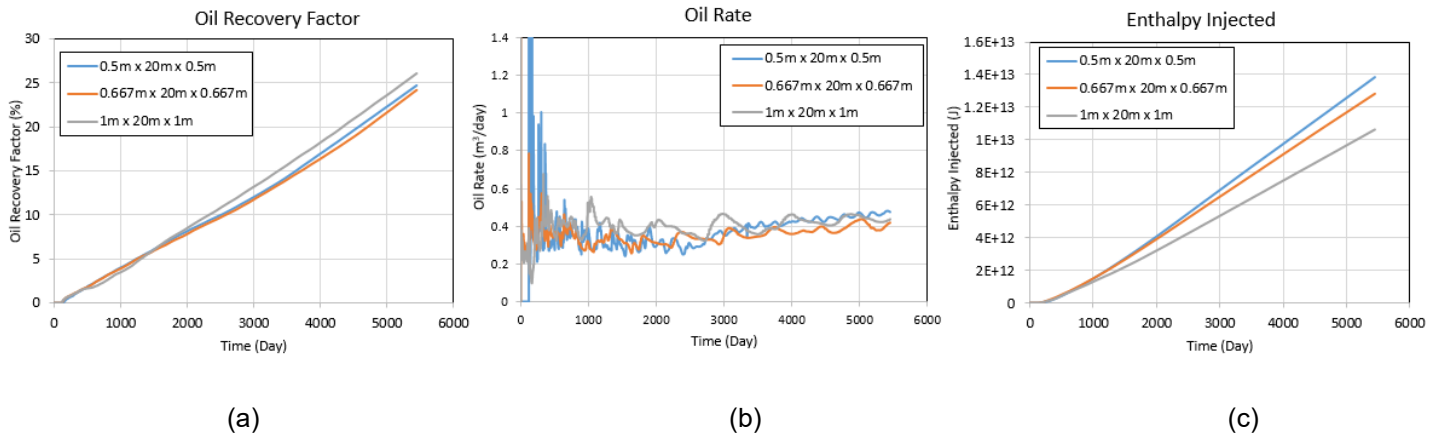 Oil Recovery Factor
30
25
20
15
10
5
0
Oil Recovery Factor (%)
0.5m x 20m x 0.5m
0.667m x 20m x 0.667m
1m x 20m x 1m
0 1000 2000 3000 4000 5000 6000
Time (Day)
(a)
Oil Rate
1.4
1.2
1
0.8
0.6
0.4
0.2
0
Oil Rate (m³/day)
0.5m x 20m x 0.5m
0.667m x 20m x 0.667m
1m x 20m x 1m
0 1000 2000 3000 4000 5000 6000
Time (Day)
(b)
Enthalpy Injected
1.6E+13
1.4E+13
1.2E+13
1E+13
8E+12
6E+12
4E+12
2E+12
0
Enthalpy Injected (J)
0.5m x 20m x 0.5m
0.667m x 20m x 0.667m
1m x 20m x 1m
0 1000 2000 3000 4000 5000 6000
Time (Day)
(c)